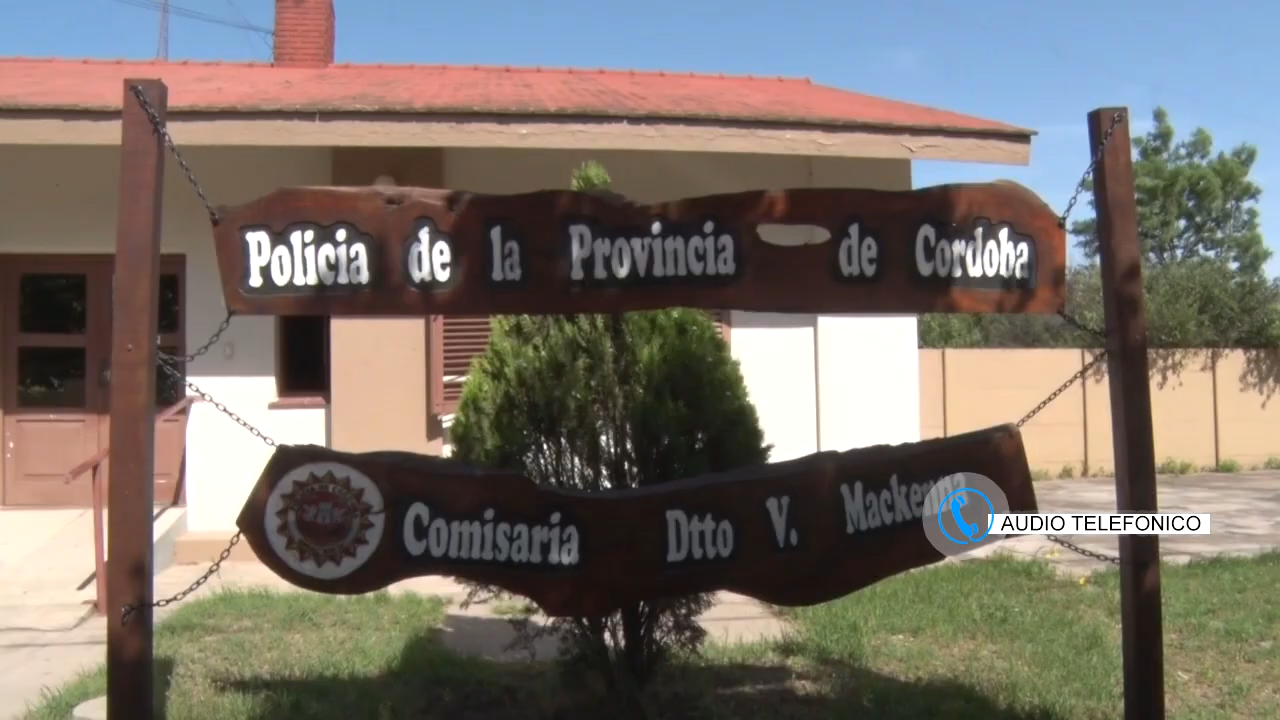 Policia de la Provincia de Cordoba
Comisaria Dtto V. Mackenna
AUDIO TELEFONICO